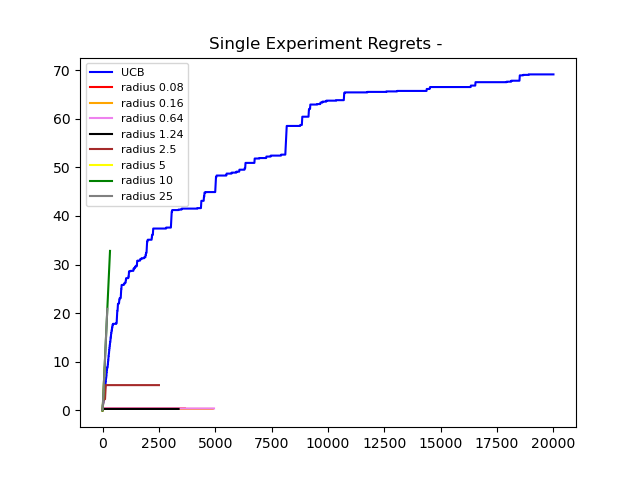 Single Experiment Regrets -
UCB
radius 0.08
radius 0.16
radius 0.64
radius 1.24
radius 2.5
radius 5
radius 10
radius 25
70
60
50
40
30
20
10
0
0 2500 5000 7500 10000 12500 15000 17500 20000